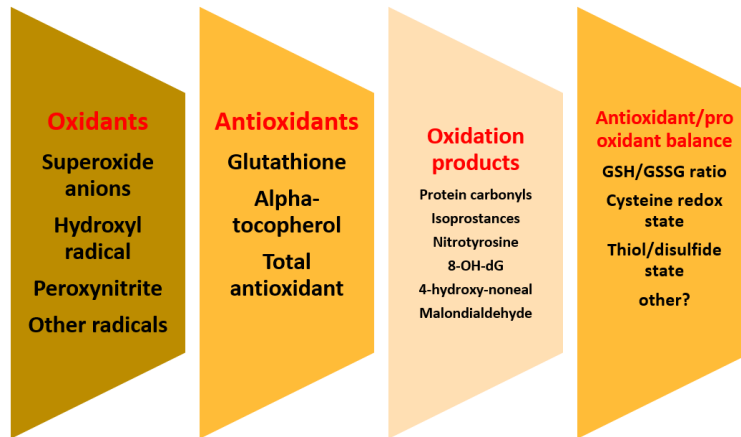 Oxidants
Superoxide
anions
Hydroxyl
radical
Peroxynitrite
Other radicals
Antioxidants
Glutathione
Alpha-
tocopherol
Total
antioxidant
Oxidation
products
Protein carbonyls
Isoprostances
Nitrotyrosine
8-OH-dG
4-hydroxy-noneal
Malondialdehyde
Antioxidant/pro
oxidant balance
GSH/GSSG ratio
Cysteine redox
state
Thiol/disulfide
state
other?